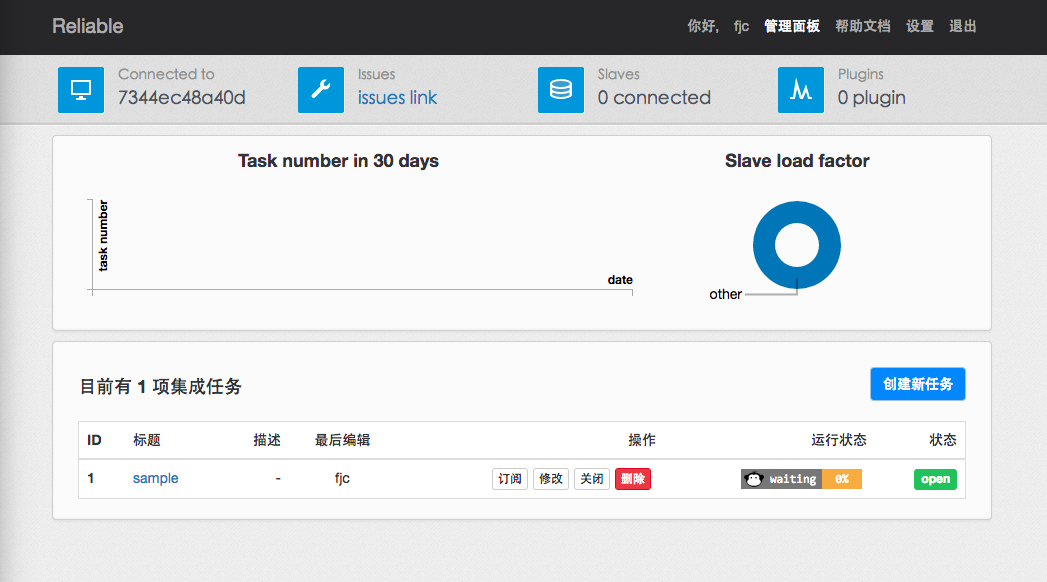 Reliable 你好, fjc 管理面板 帮助文档 设置 退出
Connected to Issues Slaves Plugins
7344ec48a40d issues link 0 connected 0 plugin
Task number in 30 days Slave load factor
task number
date
other
目前有 1 项集成任务 创建新任务
ID 标题 描述 最后编辑 操作 运行状态 状态
1 sample - fjc 订阅 修改 关闭 删除 waiting 0% open